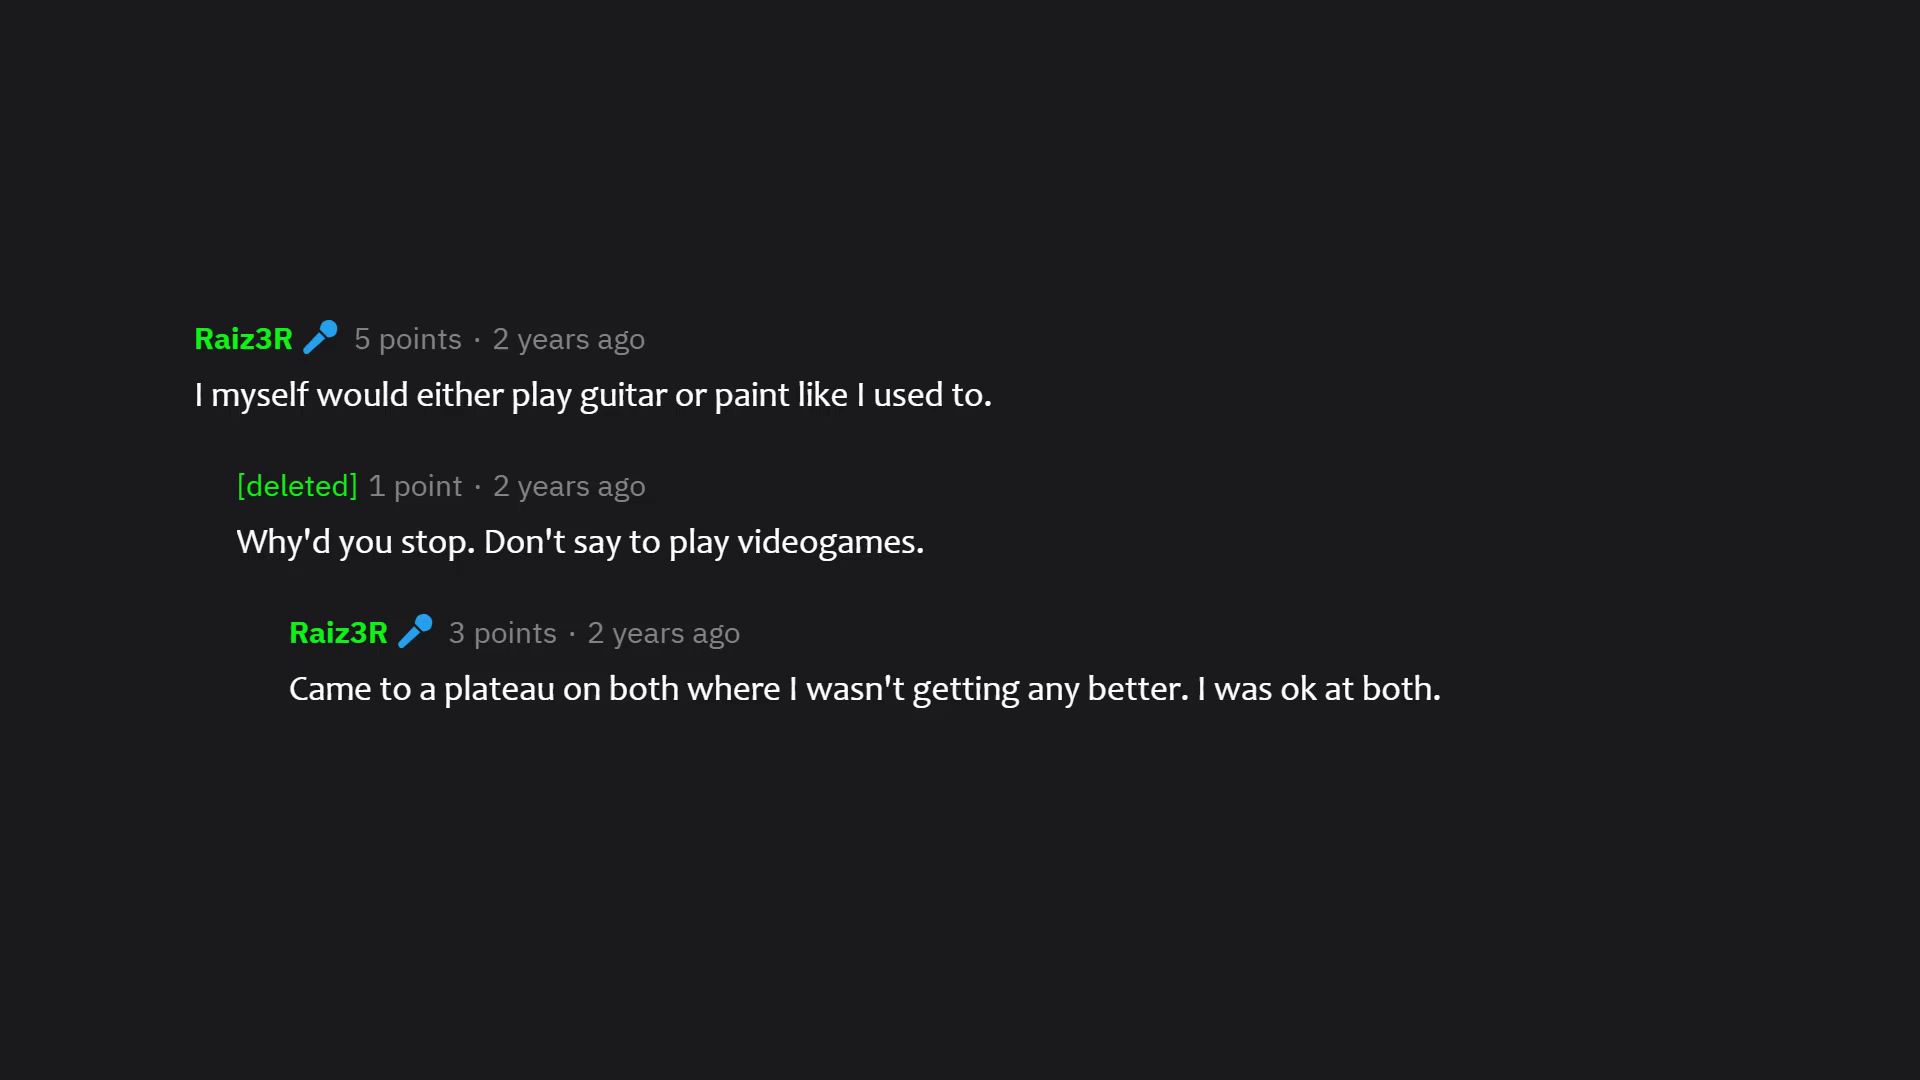 Raiz3R 5 points · 2 years ago
I myself would either play guitar or paint like I used to.
[deleted] 1 point · 2 years ago
Why'd you stop. Don't say to play videogames.
Raiz3R 3 points · 2 years ago
Came to a plateau on both where I wasn't getting any better. I was ok at both.